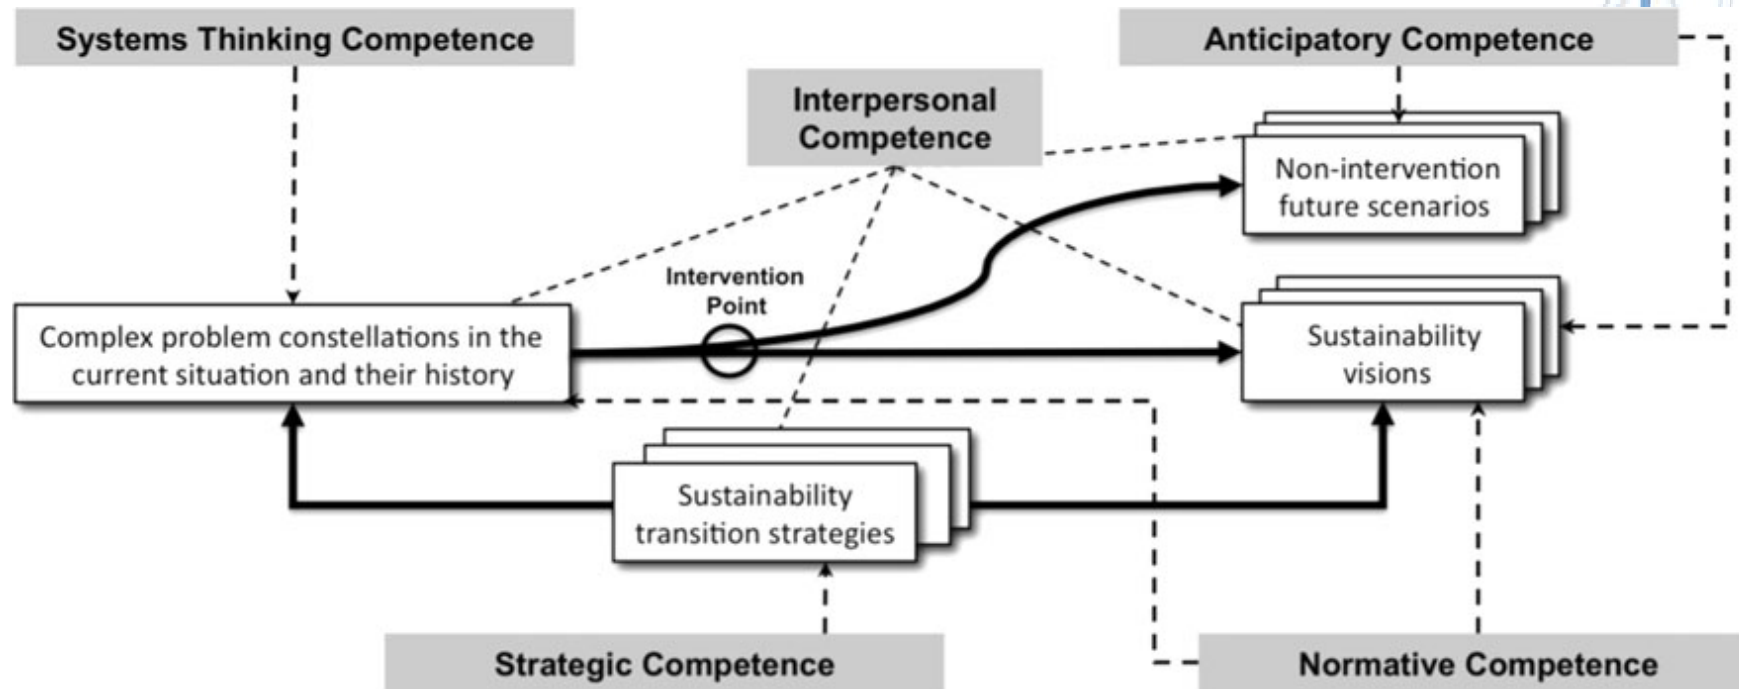 Systems Thinking Competence
Anticipatory Competence
Interpersonal
Competence
Non-intervention
future scenarios
Intervention
Point
Complex problem constellations in the
current situation and their history
Sustainability
visions
Sustainability
transition strategies
Strategic Competence
Normative Competence